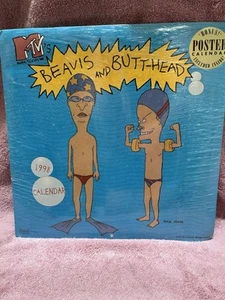 MTV's
BEAVIS AND BUTT-HEAD
BONUS!
POSTER
CALENDAR
1998
CALENDAR